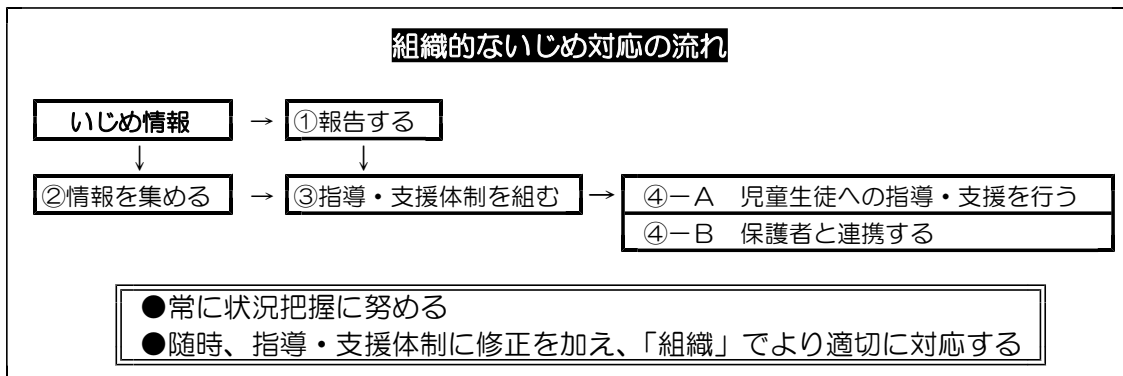 組織的ないじめ対応の流れ
いじめ情報 → ①報告する
↓ ↓
②情報を集める → ③指導・支援体制を組む → ④－A 児童生徒への指導・支援を行う
④－B 保護者と連携する
●常に状況把握に努める
●随時、指導・支援体制に修正を加え、「組織」でより適切に対応する